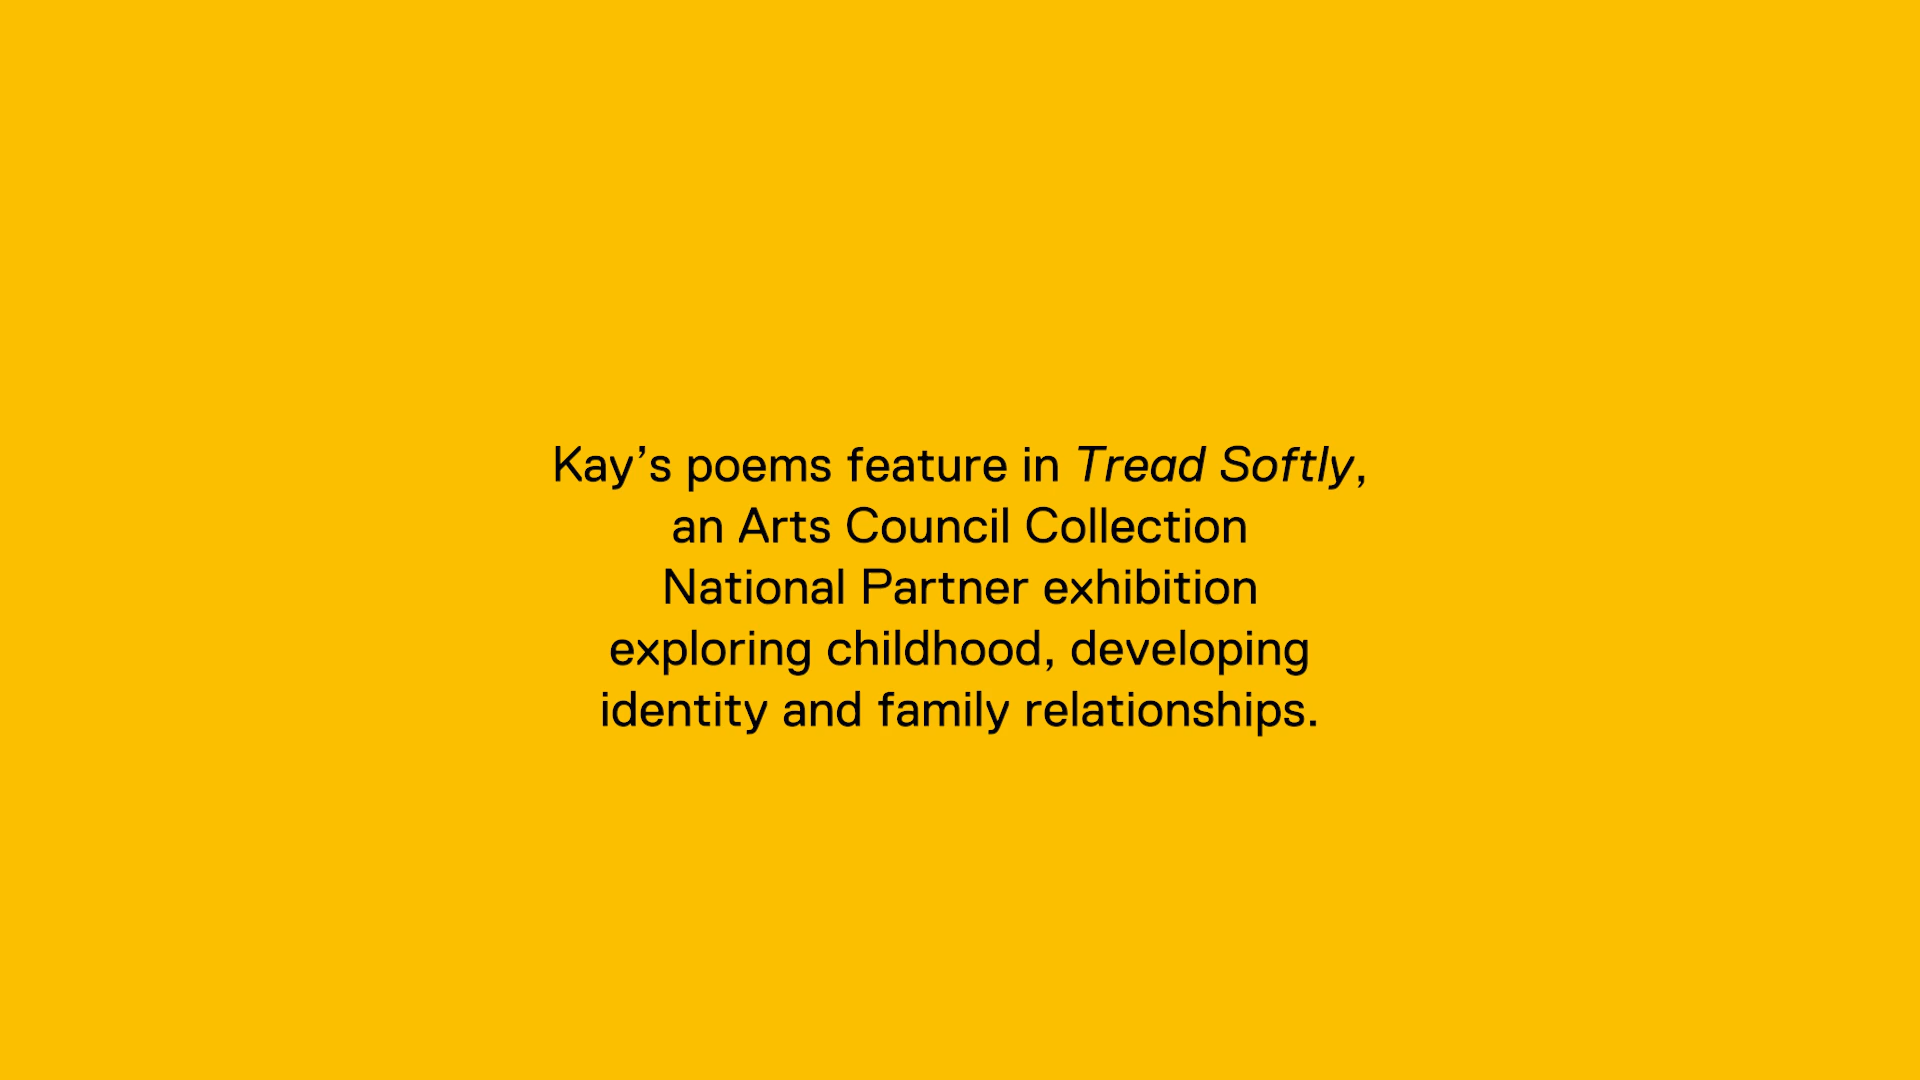 Kay’s poems feature in Tread Softly,
an Arts Council Collection
National Partner exhibition
exploring childhood, developing
identity and family relationships.